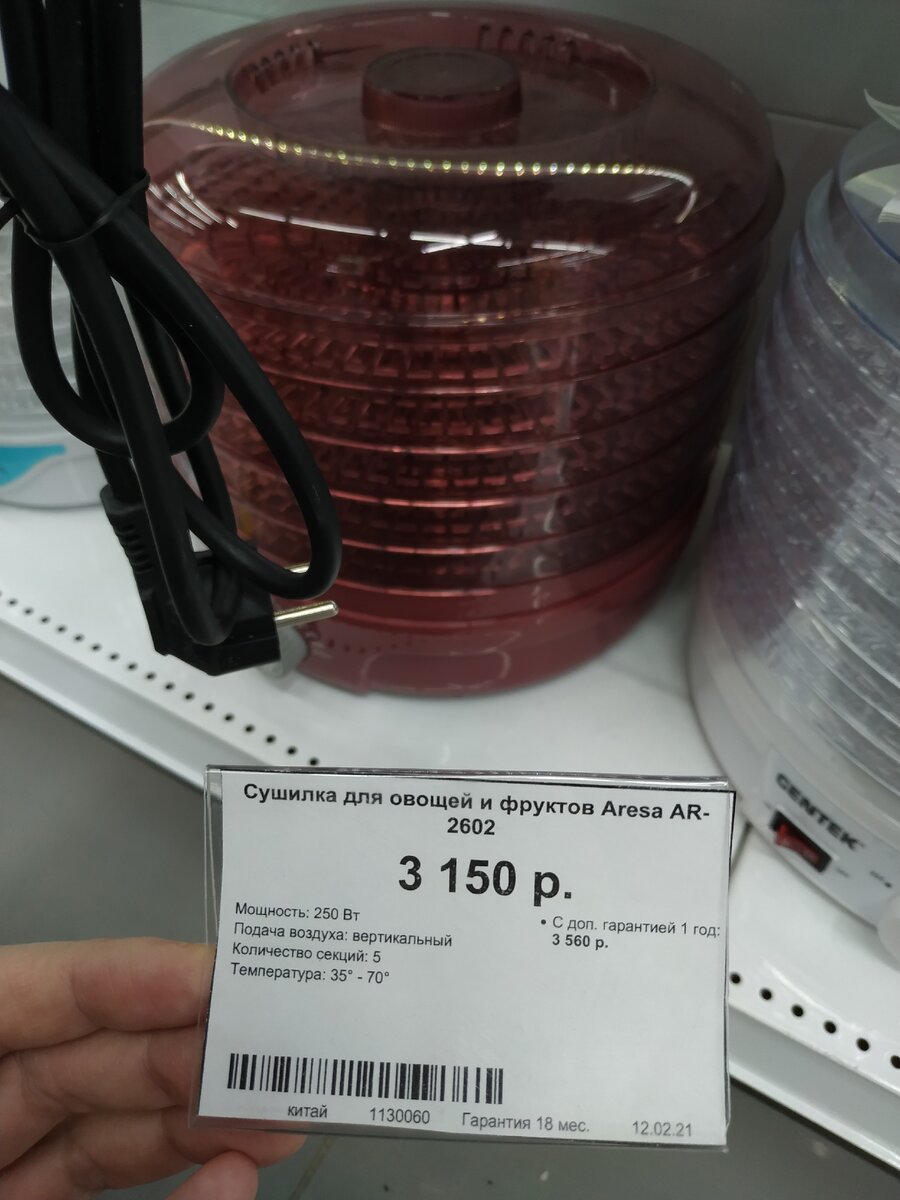 Сушилка для овощей и фруктов Aresa AR-
2602
3 150 р.
Мощность: 250 Вт
Подача воздуха: вертикальный
Количество секций: 5
Температура: 35° - 70°
• С доп. гарантией 1 год:
3 560 р.
китай 1130060 Гарантия 18 мес. 12.02.21
CENTEK